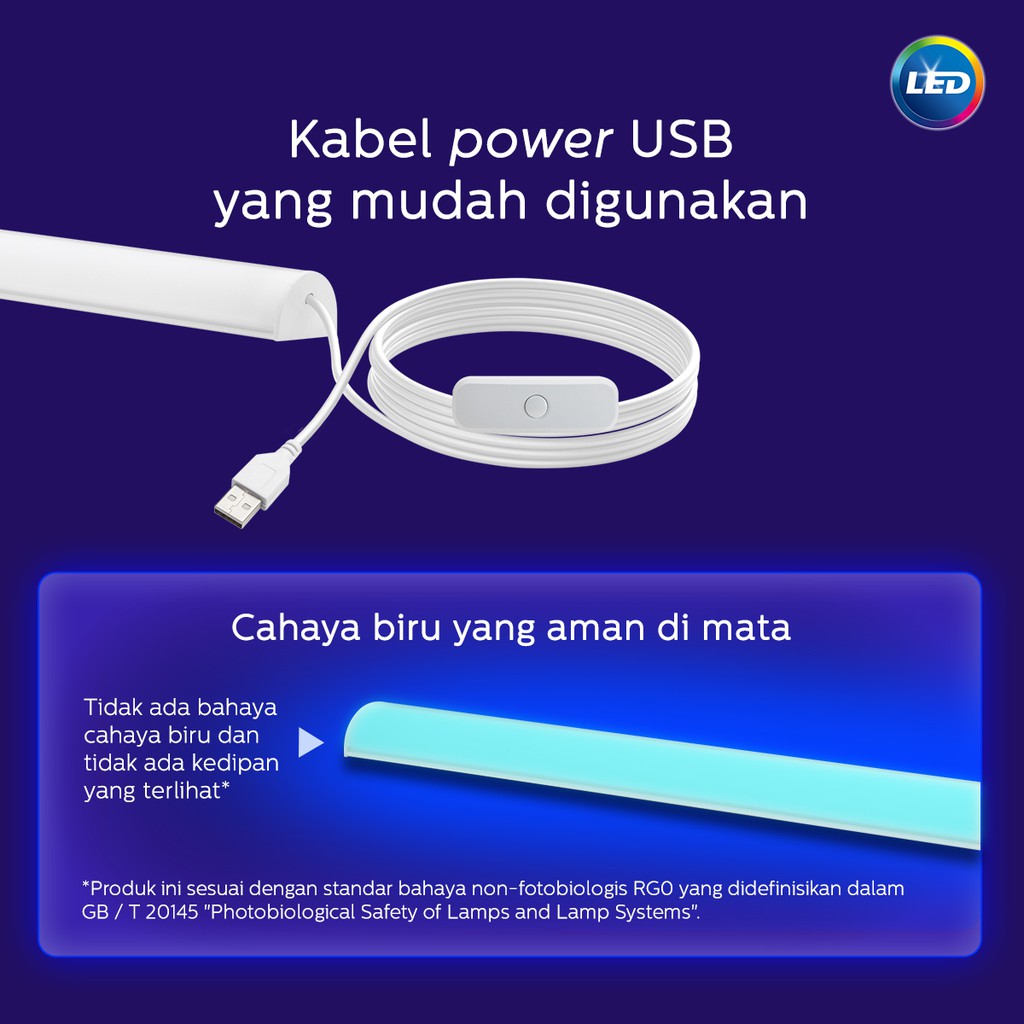 LED
Kabel power USB
yang mudah digunakan
Cahaya biru yang aman di mata
Tidak ada bahaya
cahaya biru dan
tidak ada kedipan
yang terlihat*
*Produk ini sesuai dengan standar bahaya non-fotobiologis RG0 yang didefinisikan dalam
GB / T 20145 "Photobiological Safety of Lamps and Lamp Systems".